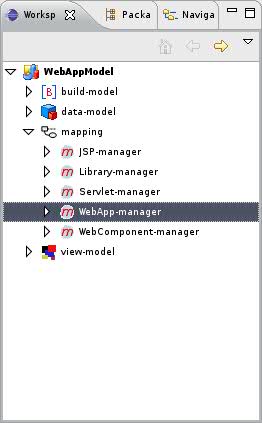 Worksp Packa Naviga
WebAppModel
[B] build-model
data-model
mapping
m JSP-manager
m Library-manager
m Servlet-manager
m WebApp-manager
m WebComponent-manager
view-model